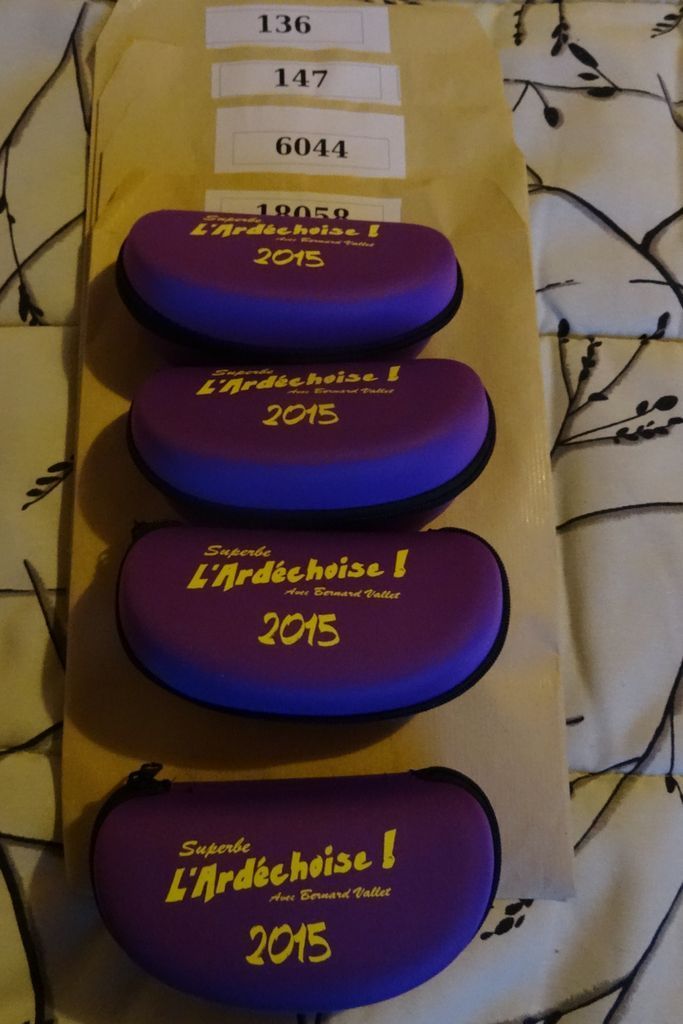 136
147
6044
18058
Superbe
L'Ardéchoise !
Avec Bernard Vallet
2015
Superbe
L'Ardéchoise !
Avec Bernard Vallet
2015
Superbe
L'Ardéchoise !
Avec Bernard Vallet
2015
Superbe
L'Ardéchoise !
Avec Bernard Vallet
2015